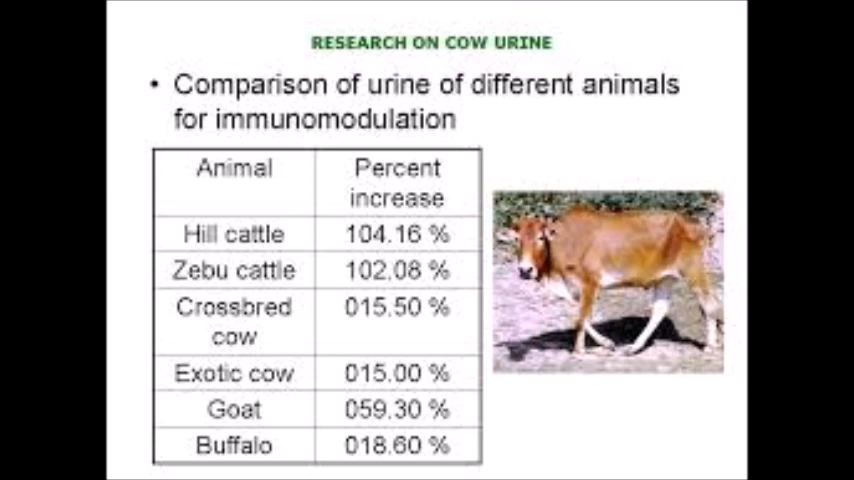 RESEARCH ON COW URINE
• Comparison of urine of different animals
for immunomodulation
Animal Percent
increase
Hill cattle 104.16 %
Zebu cattle 102.08 %
Crossbred 015.50 %
cow
Exotic cow 015.00 %
Goat 059.30 %
Buffalo 018.60 %